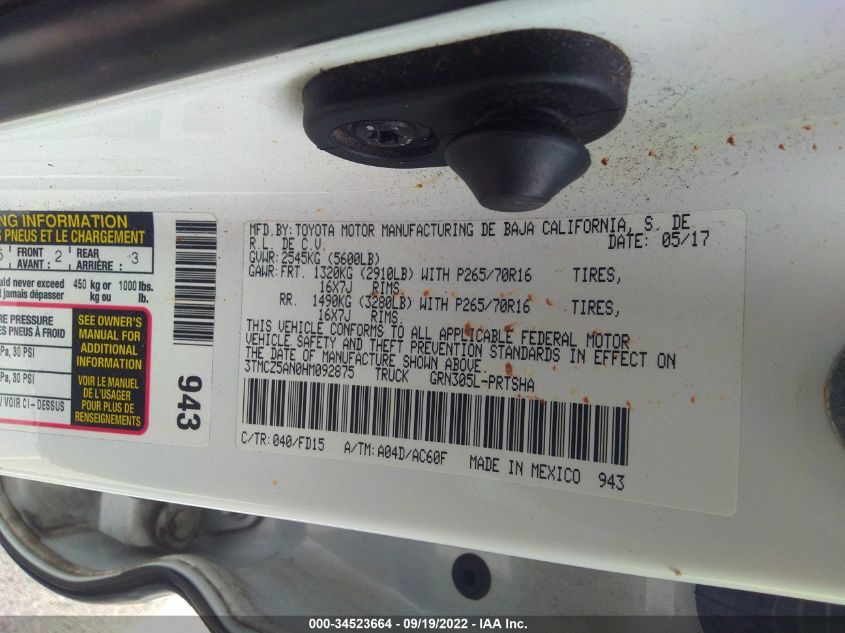 NG INFORMATION
PNEUS ET LE CHARGEMENT
5 FRONT AVANT : 2 REAR ARRIÈRE : 3
uld never exceed 450 kg or 1000 lbs.
t jamais dépasser kg ou lb.
RE PRESSURE
ES PNEUS À FROID
Pa, 30 PSI
Pa, 30 PSI
VOIR CI-DESSUS
SEE OWNER'S
MANUAL FOR
ADDITIONAL
INFORMATION
VOIR LE MANUEL
DE L'USAGER
POUR PLUS DE
RENSEIGNEMENTS
943
MFD.BY:TOYOTA MOTOR MANUFACTURING DE BAJA CALIFORNIA, S. DE
R.L. DE C.V. DATE: 05/17
GVWR: 2545KG (5600LB)
GAWR:FRT. 1320KG (2910LB) WITH P265/70R16 TIRES,
16X7J RIMS,
RR. 1490KG (3280LB) WITH P265/70R16 TIRES,
16X7J RIMS,
THIS VEHICLE CONFORMS TO ALL APPLICABLE FEDERAL MOTOR
VEHICLE SAFETY AND THEFT PREVENTION STANDARDS IN EFFECT ON
THE DATE OF MANUFACTURE SHOWN ABOVE.
3TMCZ5AN0HM092875 TRUCK GRN305L-PRTSHA
C/TR:040/FD15 A/TM:A04D/AC60F MADE IN MEXICO 943
000-34523664 - 09/19/2022 - IAA Inc.